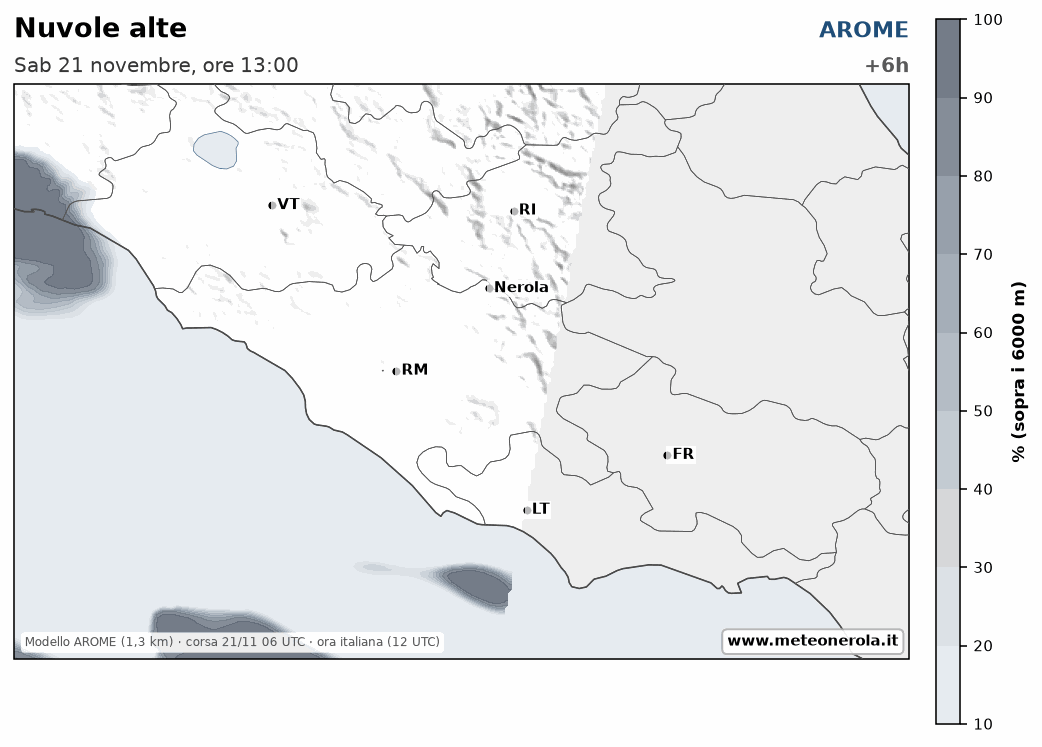 Nuvole alte
AROME
Sab 21 novembre, ore 13:00
+6h
VT
RI
Nerola
RM
FR
LT
Modello AROME (1,3 km) · corsa 21/11 06 UTC · ora italiana (12 UTC)
www.meteonerola.it
100
90
80
70
60
50
40
30
20
10
% (sopra i 6000 m)